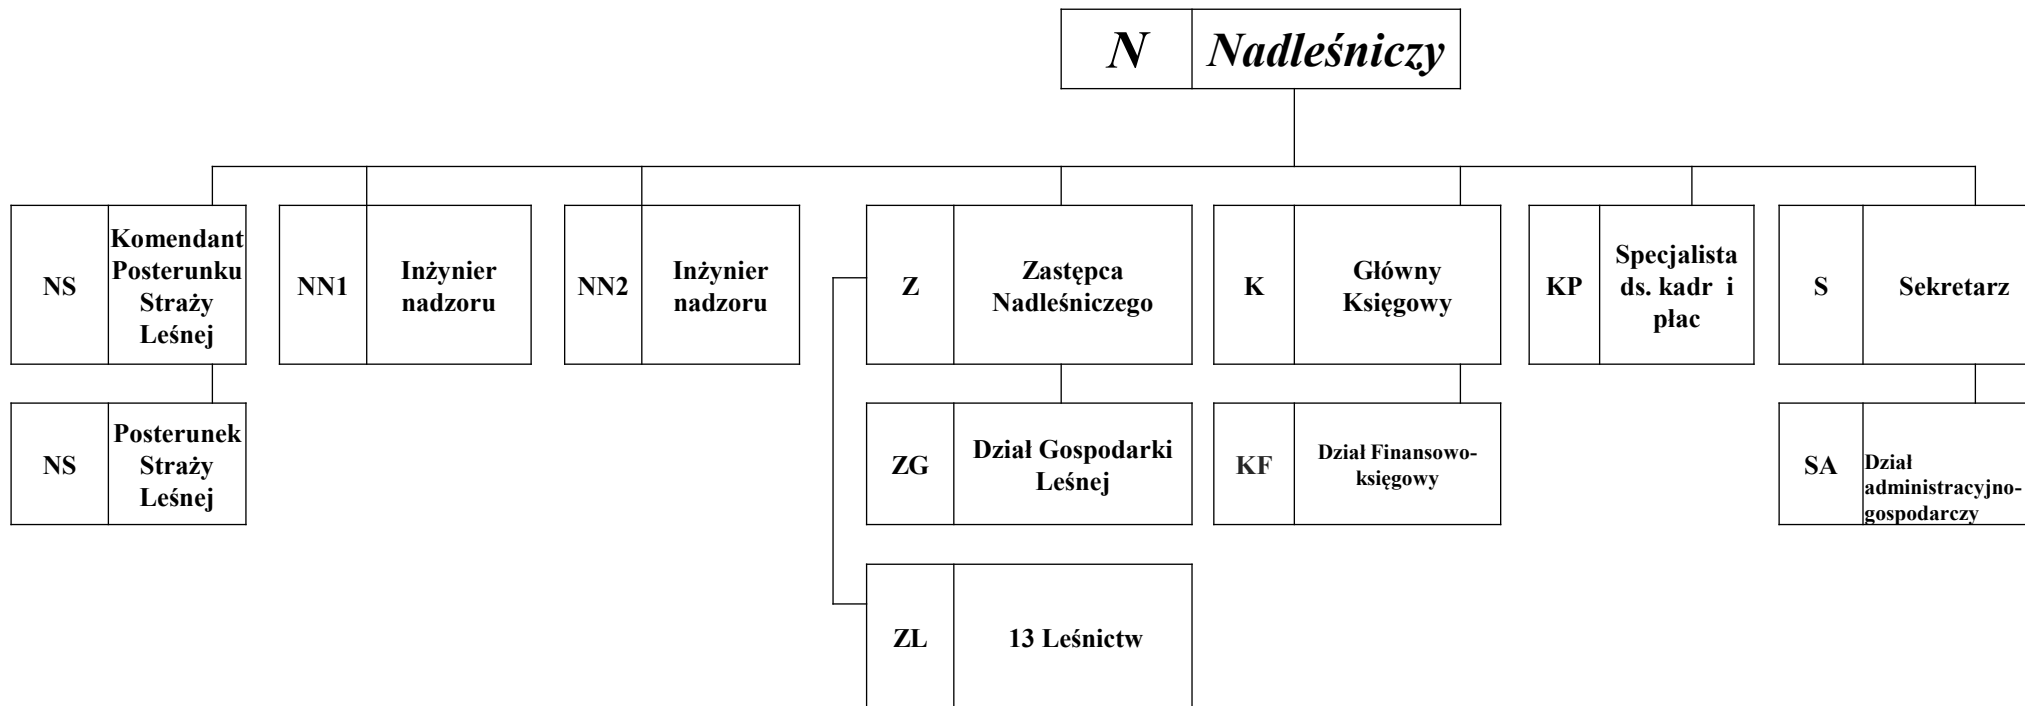 N
Nadleśniczy
NS
Komendant
Posterunku
Straży
Leśnej
NN1
Inżynier
nadzoru
NN2
Inżynier
nadzoru
Z
Zastępca
Nadleśniczego
K
Główny
Księgowy
KP
Specjalista
ds. kadr i
płac
S
Sekretarz
NS
Posterunek
Straży
Leśnej
ZG
Dział Gospodarki
Leśnej
KF
Dział Finansowo-
księgowy
SA
Dział
administracyjno-
gospodarczy
ZL
13 Leśnictw